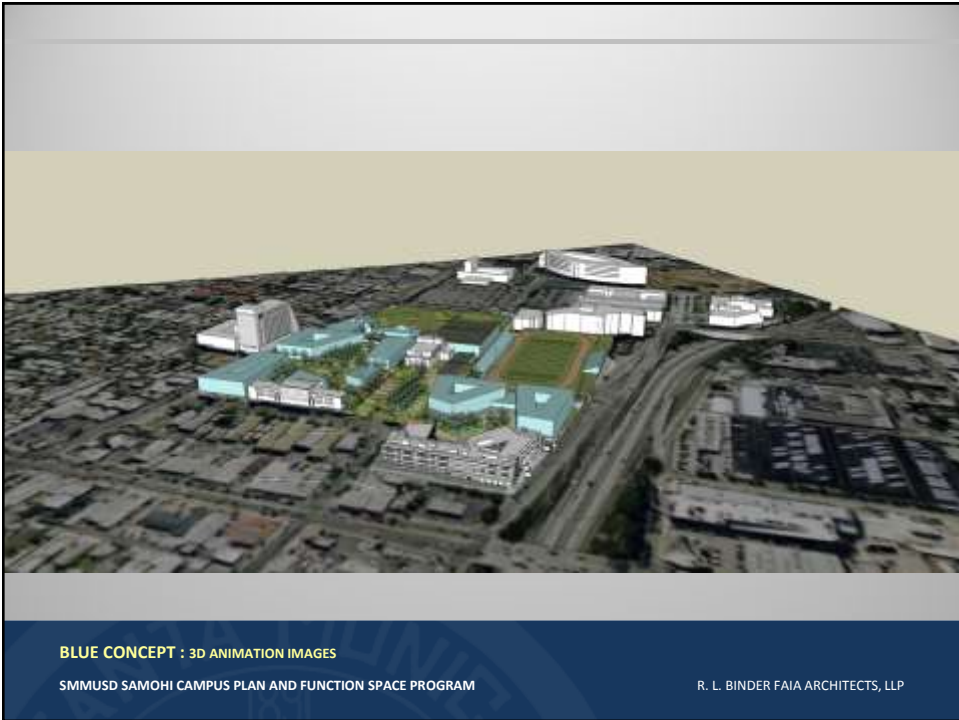 BLUE CONCEPT : 3D ANIMATION IMAGES
SMMUSD SAMOHI CAMPUS PLAN AND FUNCTION SPACE PROGRAM
R. L. BINDER FAIA ARCHITECTS, LLP